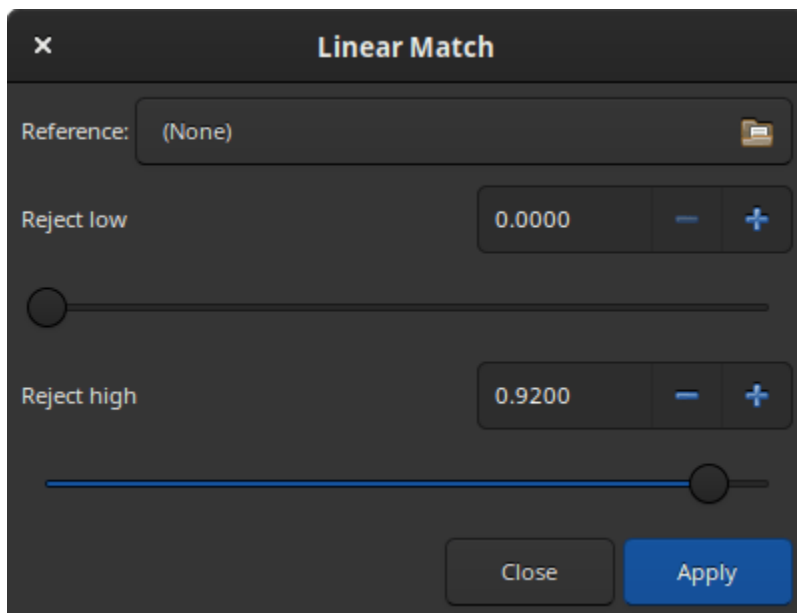 Linear Match
Reference: (None)
Reject low 0.0000
Reject high 0.9200
Close Apply